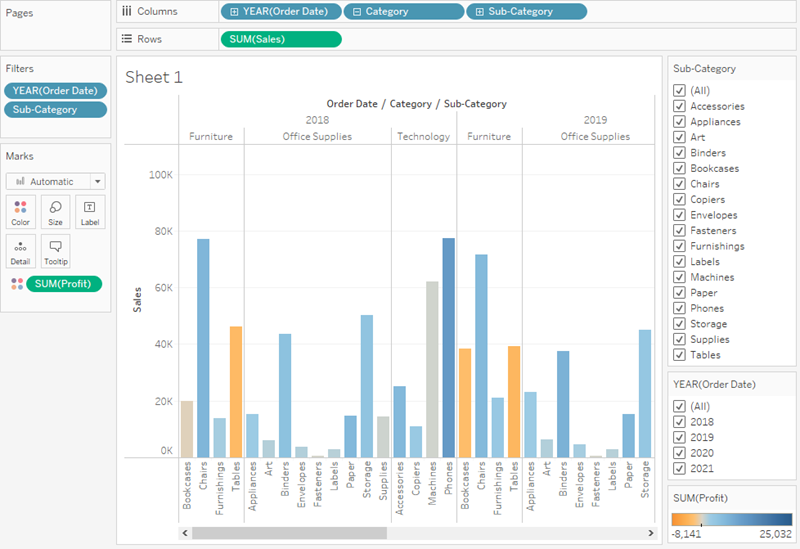 Pages
Columns
YEAR(Order Date)
Category
Sub-Category
Rows
SUM(Sales)
Filters
YEAR(Order Date)
Sub-Category
Marks
Automatic
Color
Size
Label
Detail
Tooltip
SUM(Profit)
Sheet 1
Order Date / Category / Sub-Category
2018
2019
Furniture
Office Supplies
Technology
Furniture
Office Supplies
Sales
100K
80K
60K
40K
20K
0K
Bookcases
Chairs
Furnishings
Tables
Appliances
Art
Binders
Envelopes
Fasteners
Labels
Paper
Storage
Supplies
Accessories
Copiers
Machines
Phones
Bookcases
Chairs
Furnishings
Tables
Appliances
Art
Binders
Envelopes
Fasteners
Labels
Paper
Storage
Sub-Category
(All)
Accessories
Appliances
Art
Binders
Bookcases
Chairs
Copiers
Envelopes
Fasteners
Furnishings
Labels
Machines
Paper
Phones
Storage
Supplies
Tables
YEAR(Order Date)
(All)
2018
2019
2020
2021
SUM(Profit)
-8,141
25,032